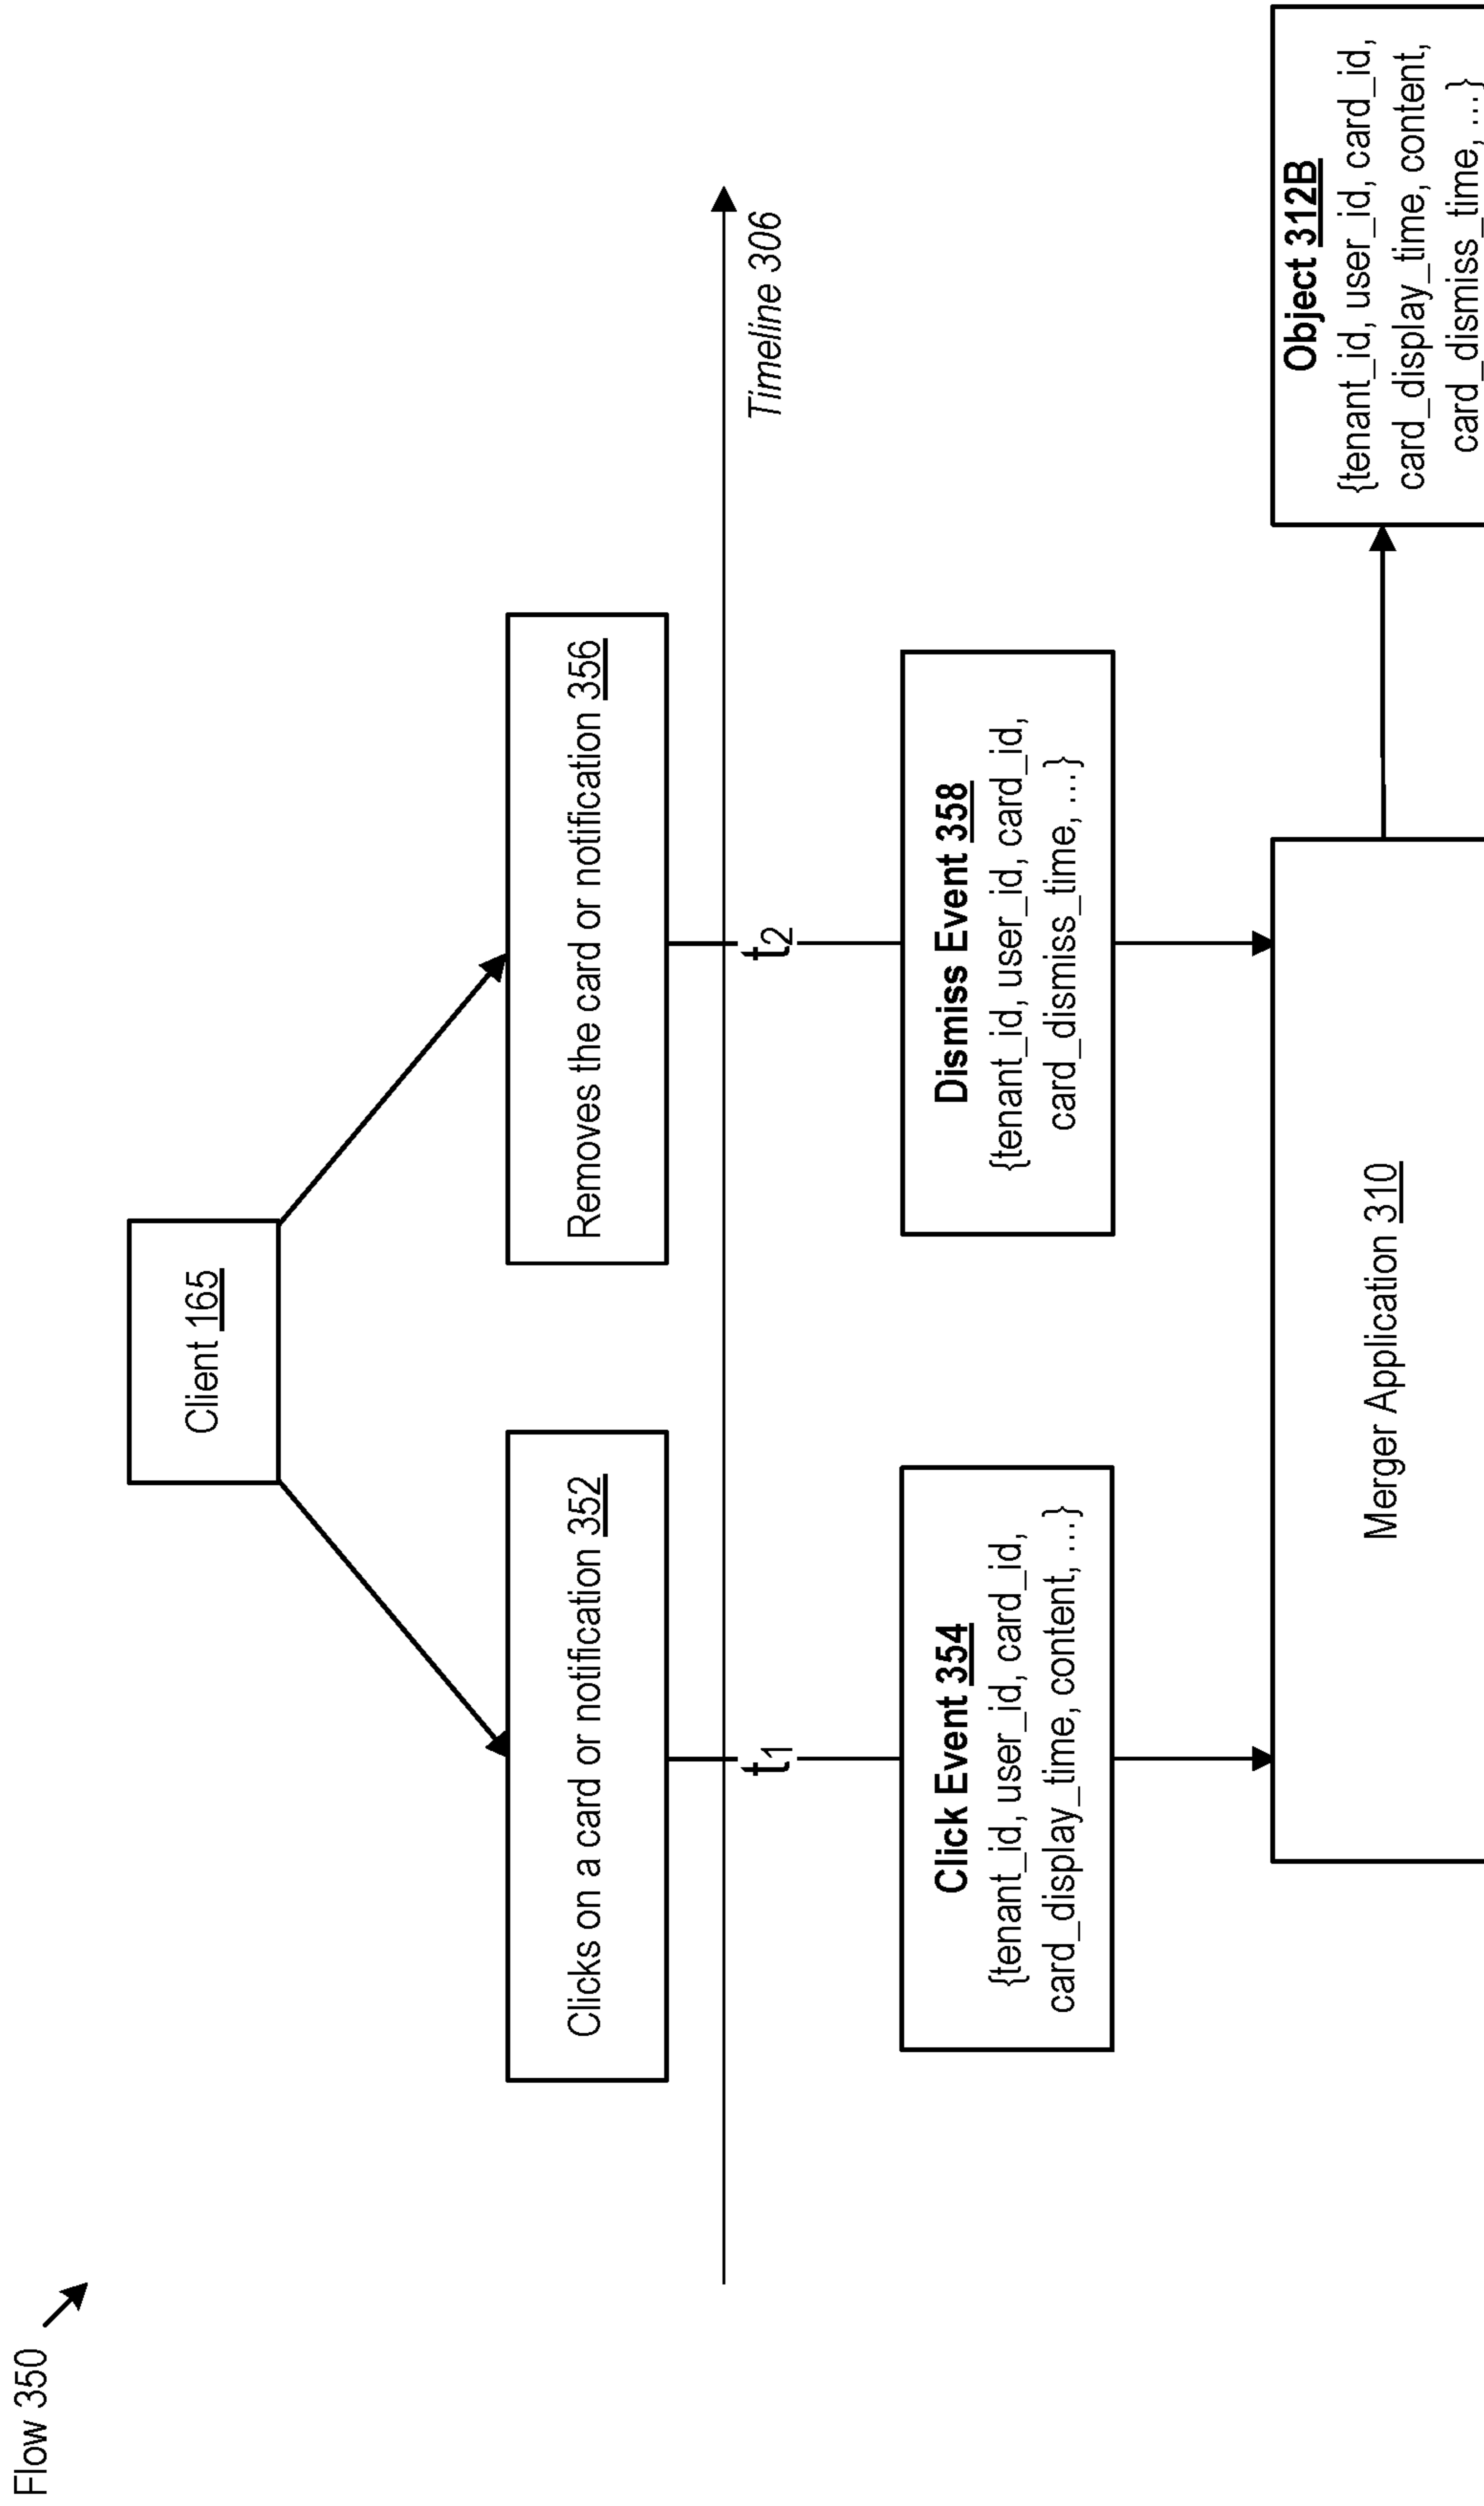 Flow 350
Client 165
Clicks on a card or notification 352
Removes the card or notification 356
Timeline 306
t1
t2
Click Event 354
{tenant_id, user_id, card_id,
card_display_time, content, ...}
Dismiss Event 358
{tenant_id, user_id, card_id,
card_dismiss_time, ...}
Merger Application 310
Object 312B
{tenant_id, user_id, card_id,
card_display_time, content,
card_dismiss_time, ...}